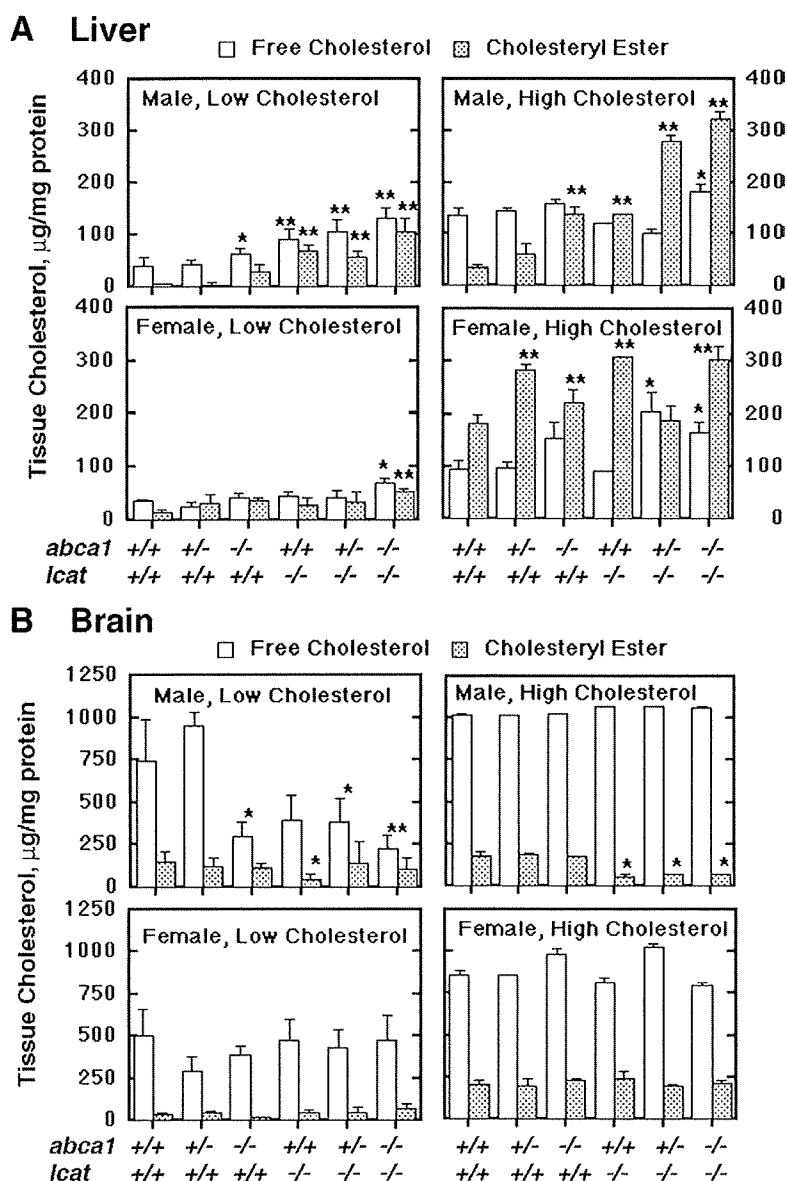 A Liver
Free Cholesterol Cholesteryl Ester
Tissue Cholesterol, µg/mg protein
400 Male, Low Cholesterol Male, High Cholesterol 400
300 ** ** 300
200 ** ** ** ** ** ** * 200
100 * ** ** 100
0 0
400 Female, Low Cholesterol Female, High Cholesterol 400
300 ** ** ** 300
200 ** * * 200
100 * ** 100
0 0
abca1 +/+ +/- -/- +/+ +/- -/- +/+ +/- -/- +/+ +/- -/-
lcat +/+ +/+ +/+ -/- -/- -/- +/+ +/+ +/+ -/- -/- -/-
B Brain
Free Cholesterol Cholesteryl Ester
Tissue Cholesterol, µg/mg protein
1250 Male, Low Cholesterol Male, High Cholesterol
1000
750
500 * *
250 ** * * * *
0
1250 Female, Low Cholesterol Female, High Cholesterol
1000
750
500
250
0
abca1 +/+ +/- -/- +/+ +/- -/- +/+ +/- -/- +/+ +/- -/-
lcat +/+ +/+ +/+ -/- -/- -/- +/+ +/+ +/+ -/- -/- -/-